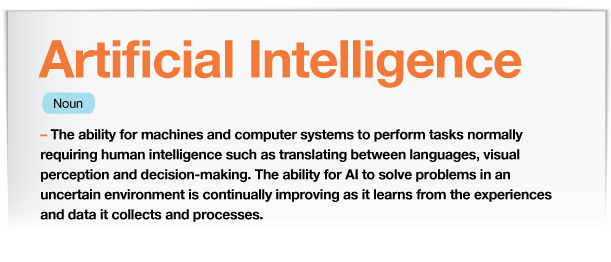 Artificial Intelligence
Noun
– The ability for machines and computer systems to perform tasks normally
requiring human intelligence such as translating between languages, visual
perception and decision-making. The ability for AI to solve problems in an
uncertain environment is continually improving as it learns from the experiences
and data it collects and processes.